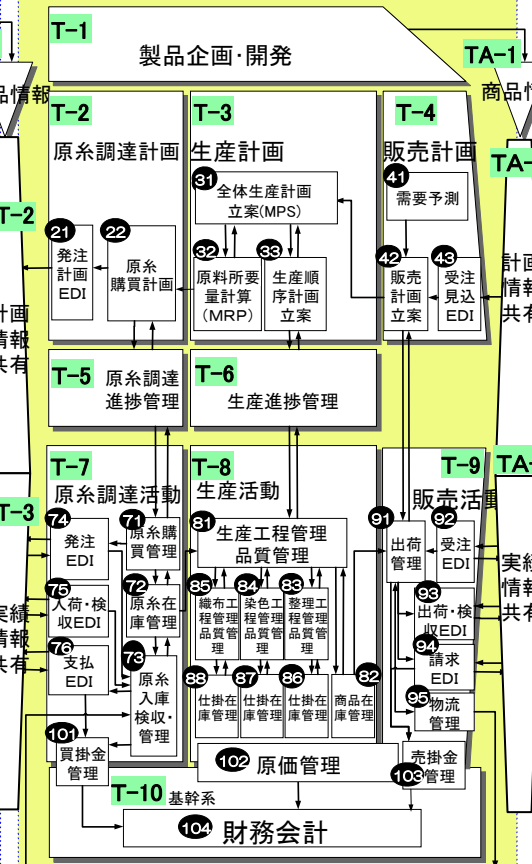 T-1
製品企画・開発
TA-1
品情報
商品情
T-2
原糸調達計画
T-3
生産計画
T-4
販売計画
TA-
31
全体生産計画
立案(MPS)
41
需要予測
T-2
21
発注
計画
EDI
22
原糸
購買計画
32
原料所要
量計算
(MRP)
33
生産順
序計画
立案
42
販売
計画
立案
43
受注
見込
EDI
計画
情報
共有
計画
情報
共有
T-5
原糸調達
進捗管理
T-6
生産進捗管理
T-7
原糸調達活動
T-8
生産活動
T-9
販売活動
TA-
T-3
74
発注
EDI
71
原糸購
買管理
81
生産工程管理
品質管理
91
出荷
管理
92
受注
EDI
75
入荷・検
収EDI
72
原糸在
庫管理
85
織布工
程管理
品質管
理
84
染色工
程管理
品質管
理
83
整理工
程管理
品質管
理
93
出荷・検
収EDI
実績
情報
共有
実績
情報
共有
76
支払
EDI
73
原糸
入庫
検収・
管理
88
仕掛在
庫管理
87
仕掛在
庫管理
86
仕掛在
庫管理
82
商品在
庫管理
94
請求
EDI
95
物流
管理
101
買掛金
管理
102
原価管理
103
売掛金
管理
T-10
基幹系
104
財務会計